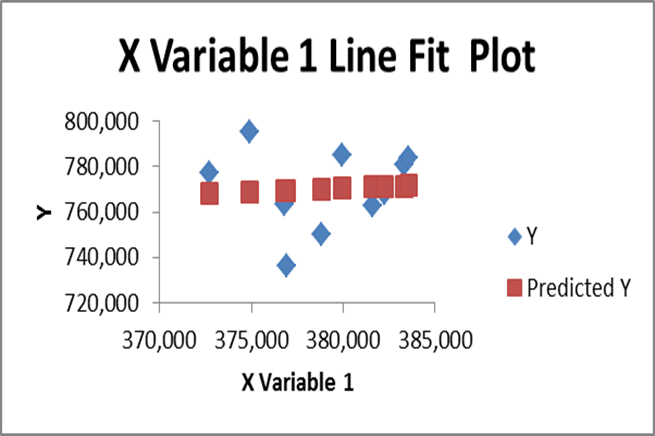 X Variable 1 Line Fit Plot
800,000
780,000
760,000
740,000
720,000
Y
370,000 375,000 380,000 385,000
X Variable 1
Y
Predicted Y